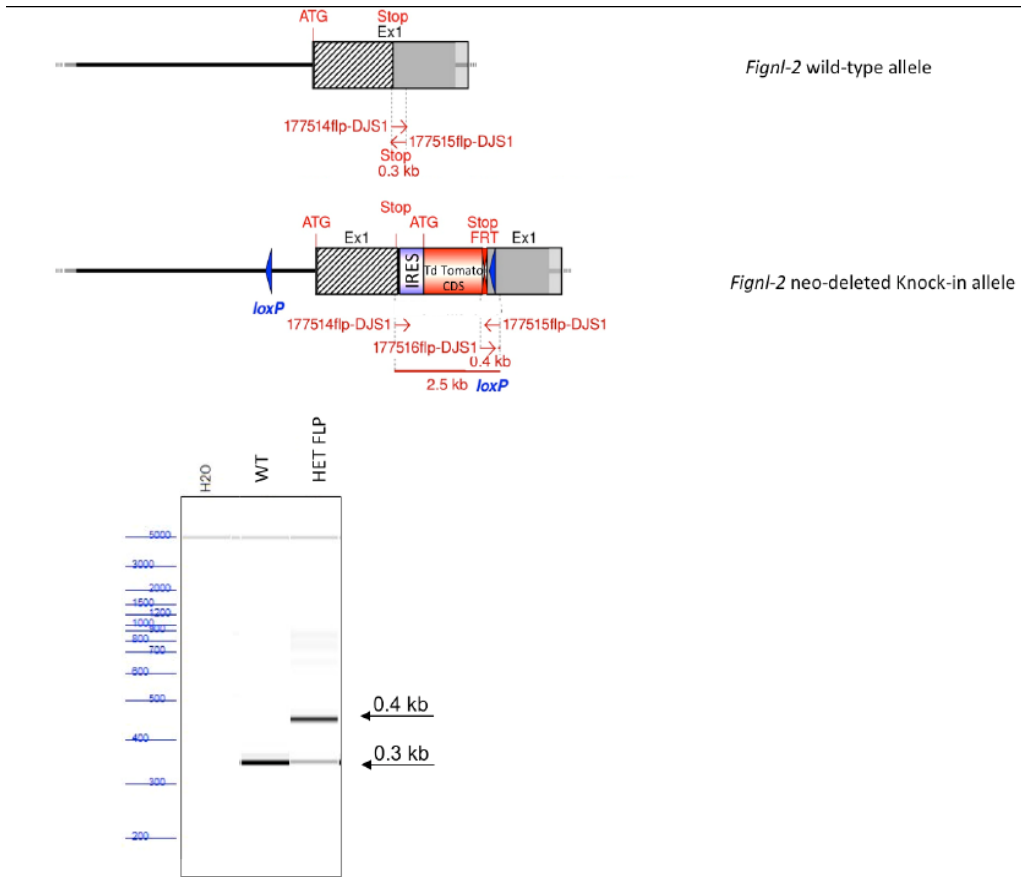 ATG Stop
Ex1
Fignl-2 wild-type allele
177514flp-DJS1
177515flp-DJS1
Stop
0.3 kb
Stop
ATG ATG Stop
Ex1 FRT Ex1
IRES
Td Tomato
CDS
Fignl-2 neo-deleted Knock-in allele
loxP
177514flp-DJS1 177515flp-DJS1
177516flp-DJS1
0.4 kb
2.5 kb loxP
H2O WT HET FLP
5000
3000
2000
1500
1200
1000
900
800
700
600
500
0.4 kb
400
0.3 kb
300
200